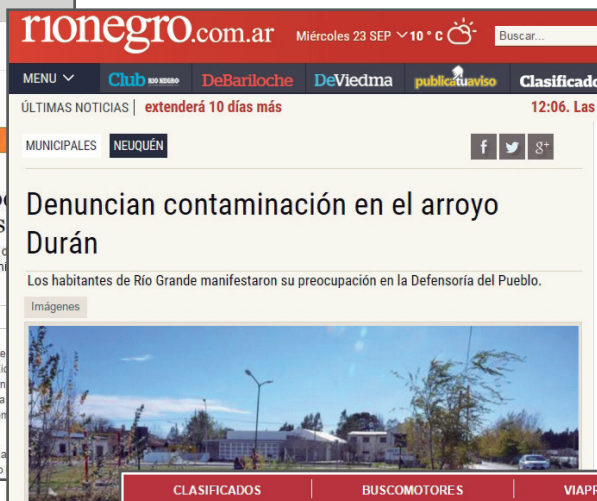 rionegro.com.ar
Miércoles 23 SEP 10 ° C
Buscar...
MENU
Club RIO NEGRO
DeBariloche
DeViedma
publicatuaviso
Clasificado
ÚLTIMAS NOTICIAS | extenderá 10 días más
12:06. Las
MUNICIPALES
NEUQUÉN
f
g+
Denuncian contaminación en el arroyo
Durán
Los habitantes de Río Grande manifestaron su preocupación en la Defensoría del Pueblo.
Imágenes
CLASIFICADOS
BUSCOMOTORES
VIAPR